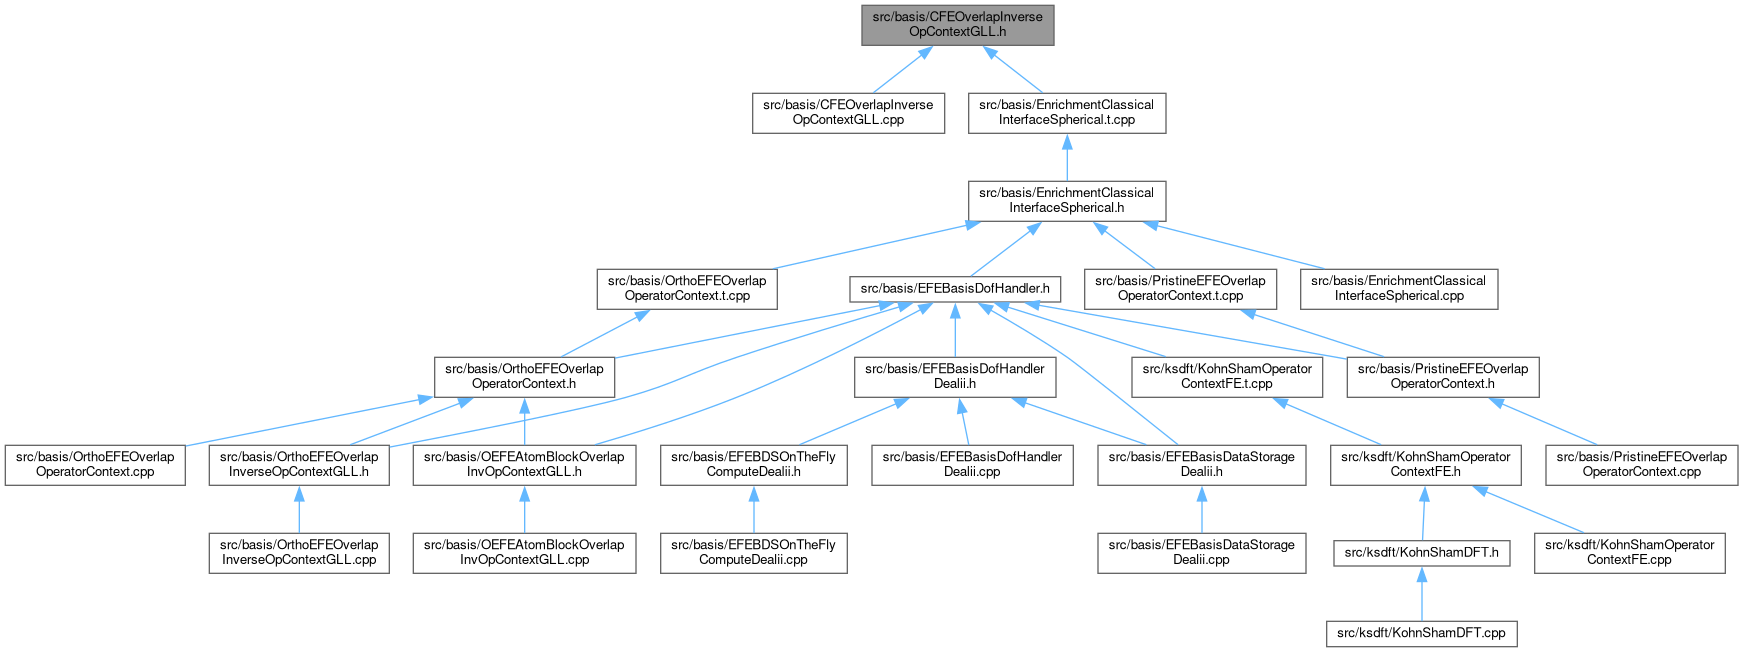 src/basis/CFEOverlapInverse
OpContextGLL.h
src/basis/CFEOverlapInverse
OpContextGLL.cpp
src/basis/EnrichmentClassical
InterfaceSpherical.t.cpp
src/basis/EnrichmentClassical
InterfaceSpherical.h
src/basis/OrthoEFEOverlap
OperatorContext.t.cpp
src/basis/EFEBasisDofHandler.h
src/basis/PristineEFEOverlap
OperatorContext.t.cpp
src/basis/EnrichmentClassical
InterfaceSpherical.cpp
src/basis/OrthoEFEOverlap
OperatorContext.h
src/basis/EFEBasisDofHandler
Dealii.h
src/ksdft/KohnShamOperator
ContextFE.t.cpp
src/basis/PristineEFEOverlap
OperatorContext.h
src/basis/OrthoEFEOverlap
OperatorContext.cpp
src/basis/OrthoEFEOverlap
InverseOpContextGLL.h
src/basis/OEFEAtomBlockOverlap
InvOpContextGLL.h
src/basis/EFEBDSOnTheFly
ComputeDealii.h
src/basis/EFEBasisDofHandler
Dealii.cpp
src/basis/EFEBasisDataStorage
Dealii.h
src/ksdft/KohnShamOperator
ContextFE.h
src/basis/PristineEFEOverlap
OperatorContext.cpp
src/basis/OrthoEFEOverlap
InverseOpContextGLL.cpp
src/basis/OEFEAtomBlockOverlap
InvOpContextGLL.cpp
src/basis/EFEBDSOnTheFly
ComputeDealii.cpp
src/basis/EFEBasisDataStorage
Dealii.cpp
src/ksdft/KohnShamDFT.h
src/ksdft/KohnShamOperator
ContextFE.cpp
src/ksdft/KohnShamDFT.cpp